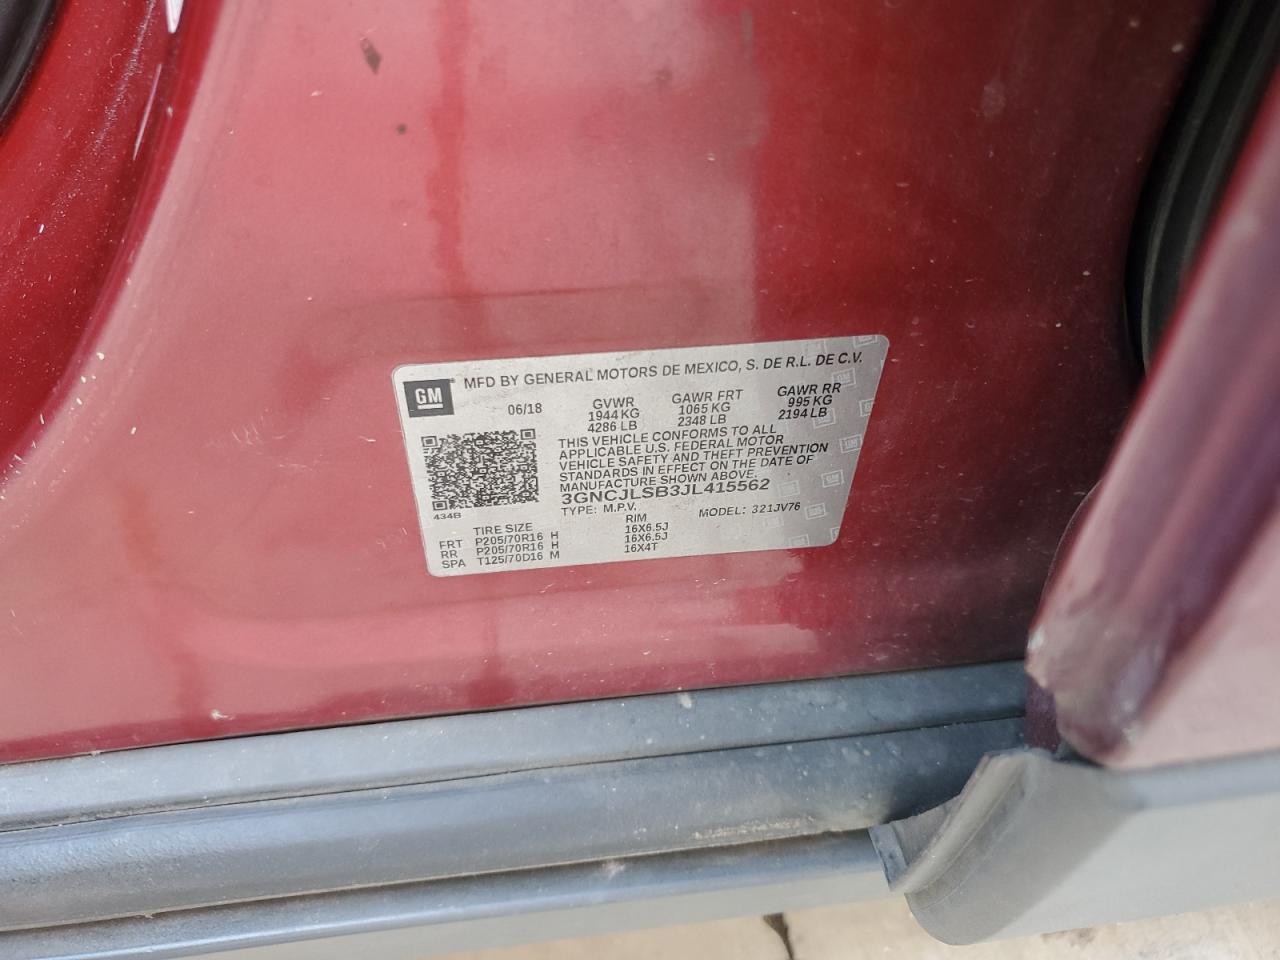 GM
MFD BY GENERAL MOTORS DE MEXICO, S. DE R.L. DE C.V.
06/18
GVWR GAWR FRT GAWR RR
1944 KG 1065 KG 995 KG
4286 LB 2348 LB 2194 LB
THIS VEHICLE CONFORMS TO ALL
APPLICABLE U.S. FEDERAL MOTOR
VEHICLE SAFETY AND THEFT PREVENTION
STANDARDS IN EFFECT ON THE DATE OF
MANUFACTURE SHOWN ABOVE.
3GNCJLSB3JL415562
TYPE: M.P.V. MODEL: 321JV76
434B
TIRE SIZE RIM
FRT P205/70R16 H 16X6.5J
RR P205/70R16 H 16X6.5J
SPA T125/70D16 M 16X4T